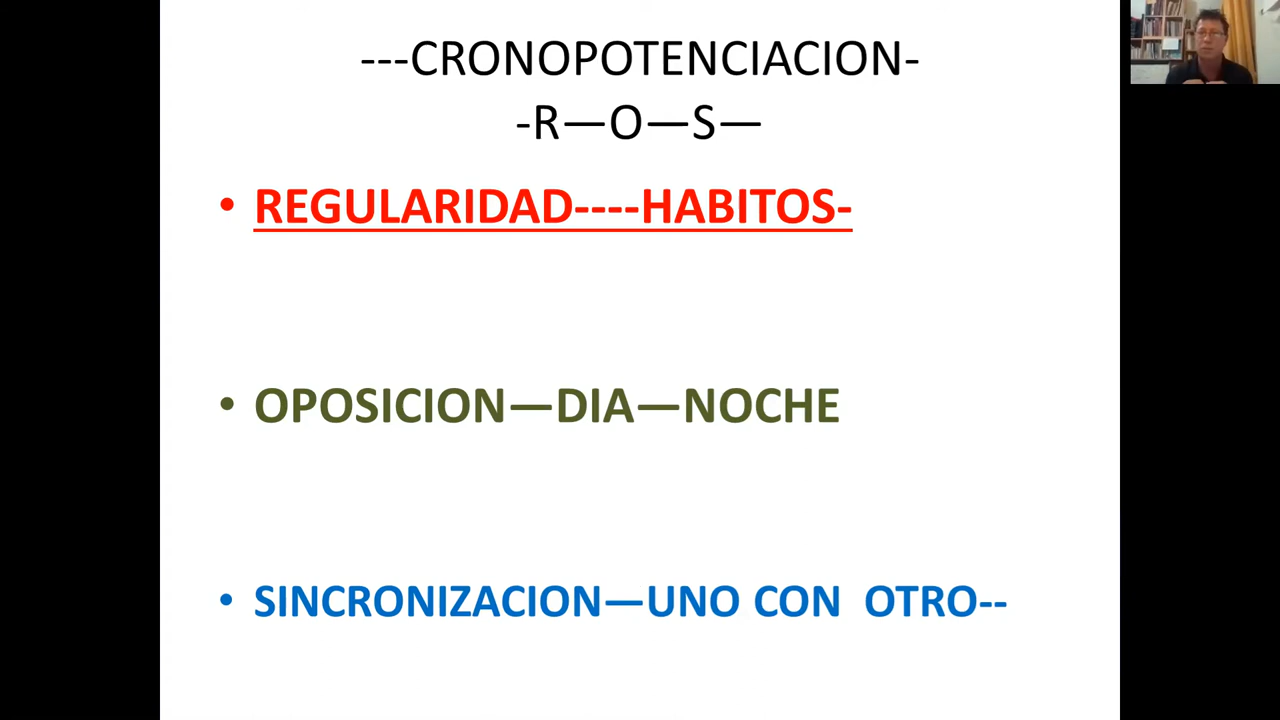 ---CRONOPOTENCIACION-
-R—O—S—
• REGULARIDAD----HABITOS-
• OPOSICION—DIA—NOCHE
• SINCRONIZACION—UNO CON  OTRO--